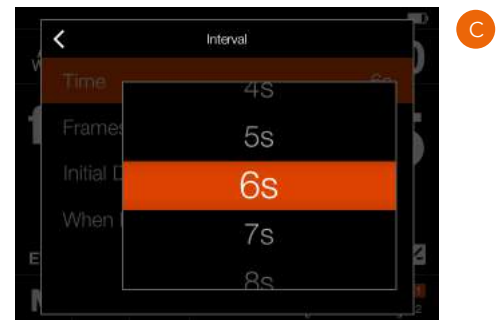 C
Interval
Time 6s
Frames
Initial D
When
4s
5s
6s
7s
8s